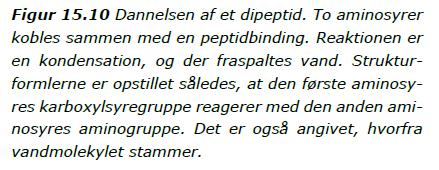 Figur 15.10 Dannelsen af et dipeptid. To aminosyrer
kobles sammen med en peptidbinding. Reaktionen er
en kondensation, og der fraspaltes vand. Struktur-
formlerne er opstillet således, at den første aminosy-
res karboxylsyregruppe reagerer med den anden ami-
nosyres aminogruppe. Det er også angivet, hvorfra
vandmolekylet stammer.